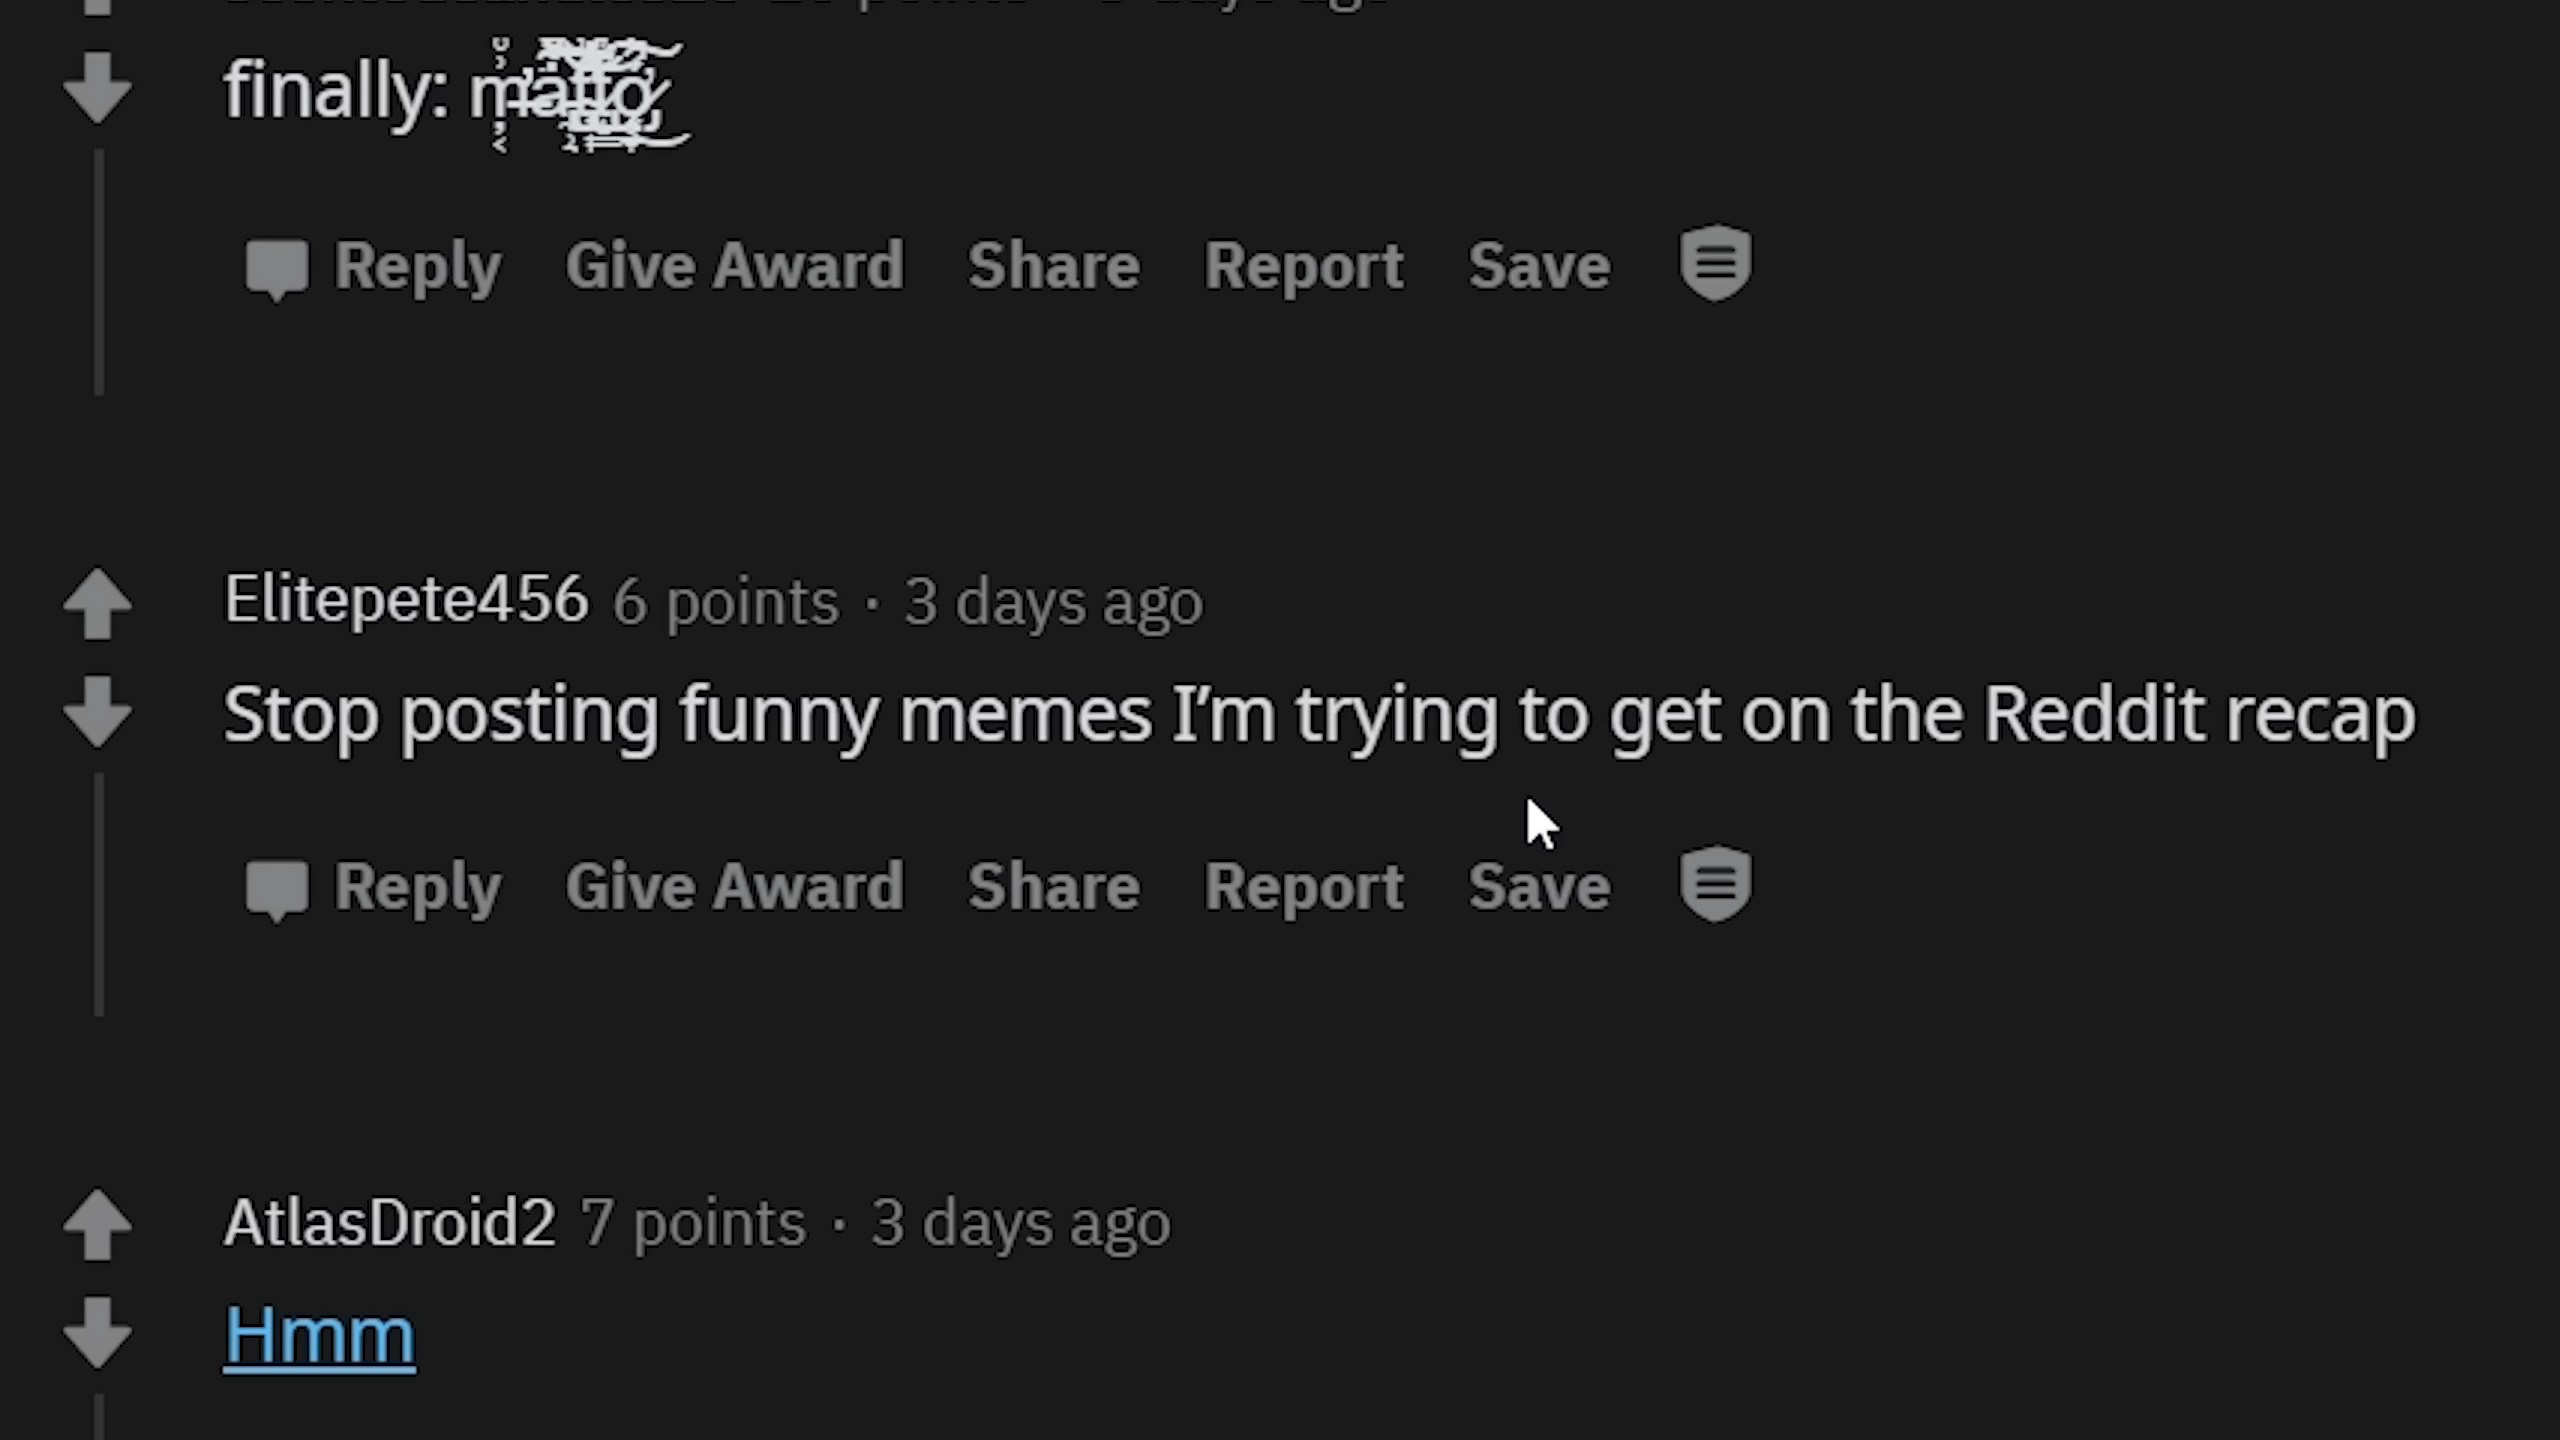 finally:
Reply Give Award Share Report Save
Elitepete456 6 points · 3 days ago
Stop posting funny memes I’m trying to get on the Reddit recap
Reply Give Award Share Report Save
AtlasDroid2 7 points · 3 days ago
Hmm